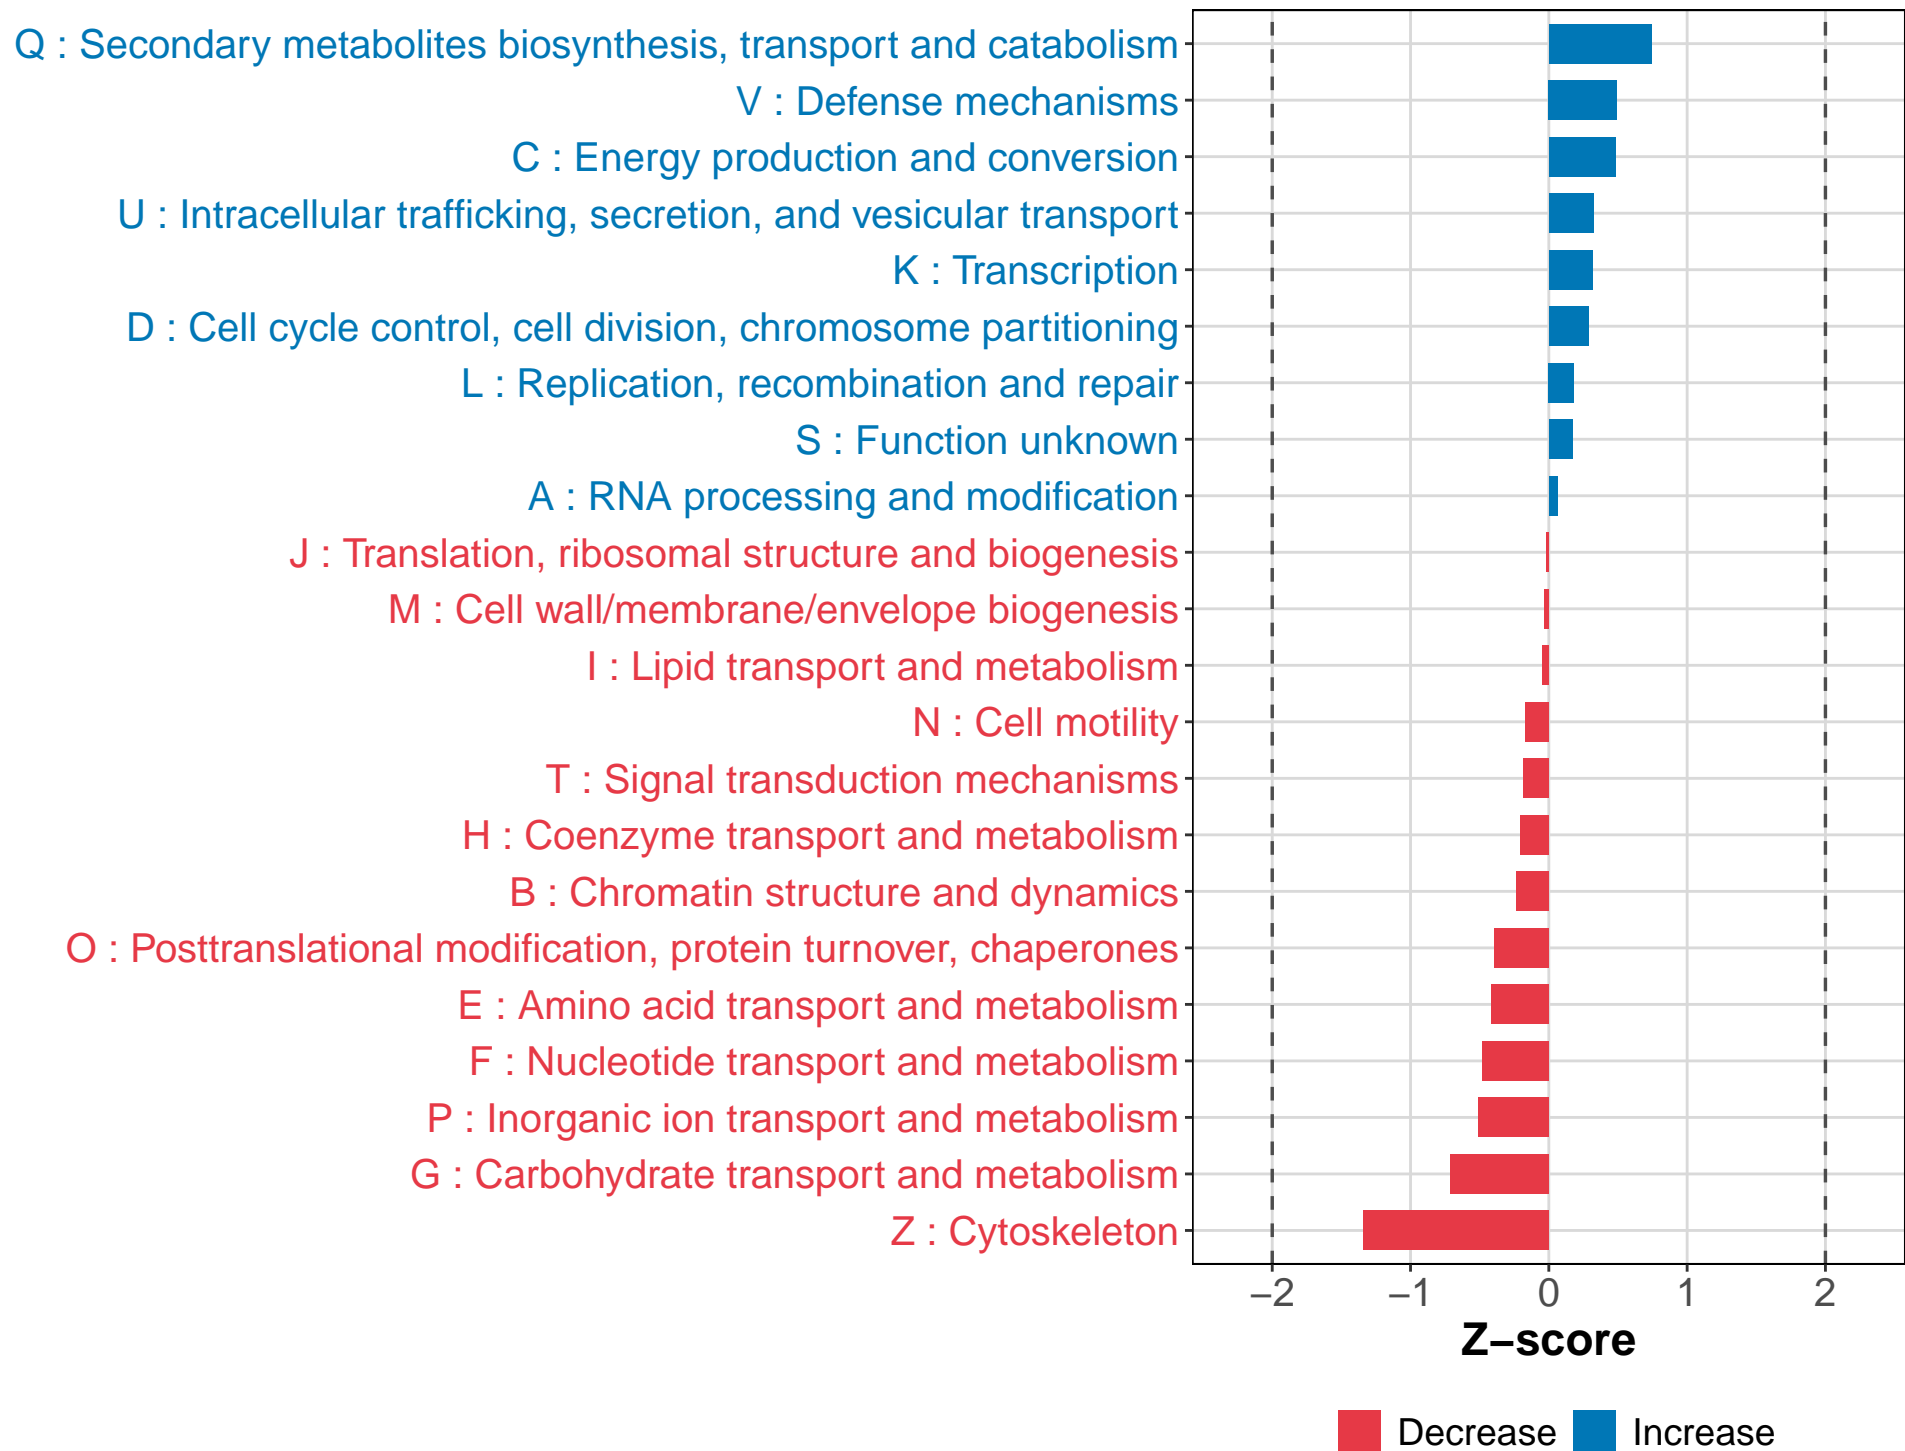 Q : Secondary metabolites biosynthesis, transport and catabolism
V : Defense mechanisms
C : Energy production and conversion
U : Intracellular trafficking, secretion, and vesicular transport
K : Transcription
D : Cell cycle control, cell division, chromosome partitioning
L : Replication, recombination and repair
S : Function unknown
A : RNA processing and modification
J : Translation, ribosomal structure and biogenesis
M : Cell wall/membrane/envelope biogenesis
I : Lipid transport and metabolism
N : Cell motility
T : Signal transduction mechanisms
H : Coenzyme transport and metabolism
B : Chromatin structure and dynamics
O : Posttranslational modification, protein turnover, chaperones
E : Amino acid transport and metabolism
F : Nucleotide transport and metabolism
P : Inorganic ion transport and metabolism
G : Carbohydrate transport and metabolism
Z : Cytoskeleton
−2 −1 0 1 2
Z−score
Decrease Increase